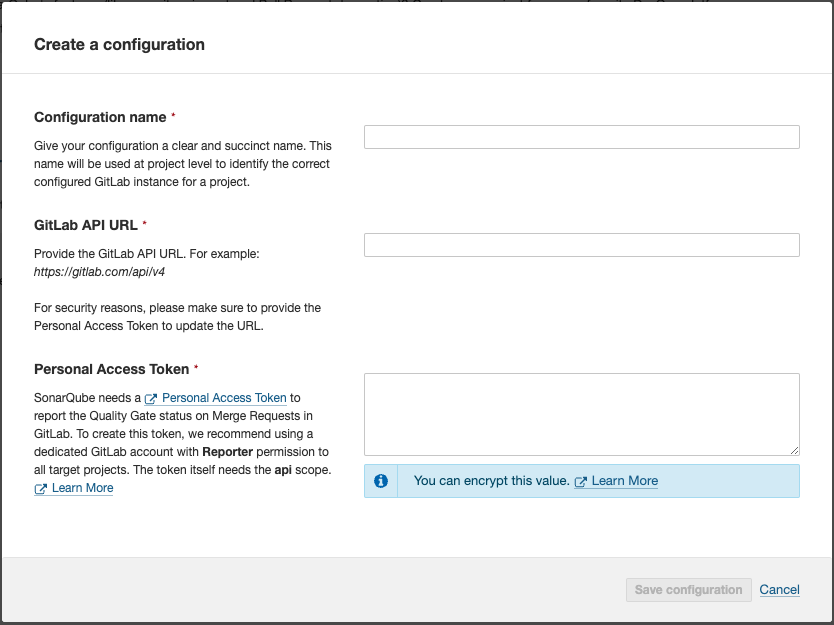 Create a configuration
Configuration name *
Give your configuration a clear and succinct name. This
name will be used at project level to identify the correct
configured GitLab instance for a project.
GitLab API URL *
Provide the GitLab API URL. For example:
https://gitlab.com/api/v4
For security reasons, please make sure to provide the
Personal Access Token to update the URL.
Personal Access Token *
SonarQube needs a Personal Access Token to
report the Quality Gate status on Merge Requests in
GitLab. To create this token, we recommend using a
dedicated GitLab account with Reporter permission to
all target projects. The token itself needs the api scope.
Learn More
You can encrypt this value. Learn More
Save configuration Cancel